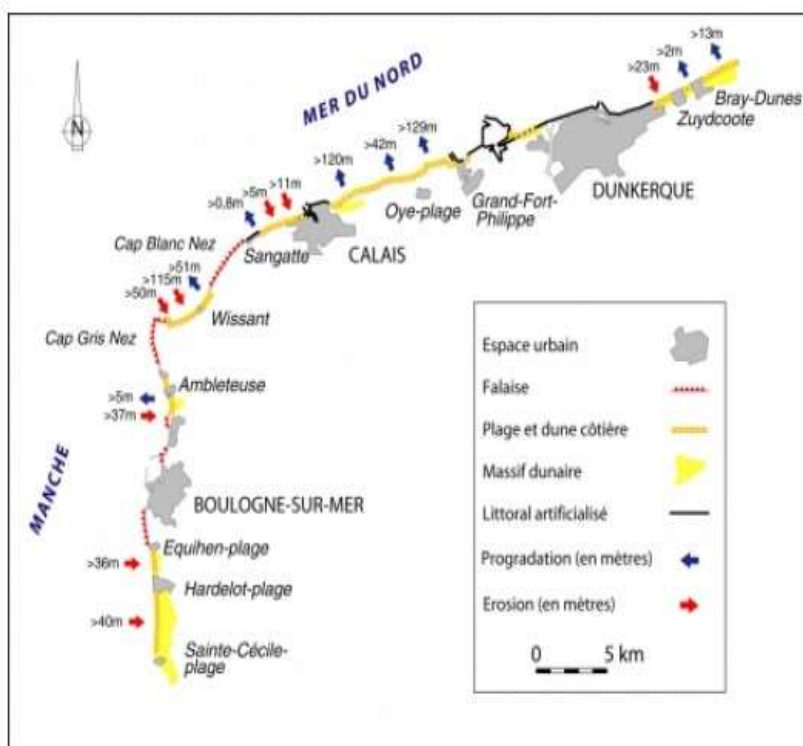 >13m
>2m
>23m
MER DU NORD
Bray-Dunes
Zuydcoote
N
>129m
>42m
>120m
DUNKERQUE
Grand-Fort-
Philippe
Oye-plage
>11m
>5m
>0,8m
CALAIS
Cap Blanc Nez
Sangatte
>51m
>115m
>50m
Wissant
Cap Gris Nez
Ambleteuse
>5m
>37m
MANCHE
BOULOGNE-SUR-MER
Equihen-plage
>36m
Hardelot-plage
>40m
Sainte-Cécile-
plage
Espace urbain
Falaise
Plage et dune côtière
Massif dunaire
Littoral artificialisé
Progradation (en mètres)
Erosion (en mètres)
0 5 km